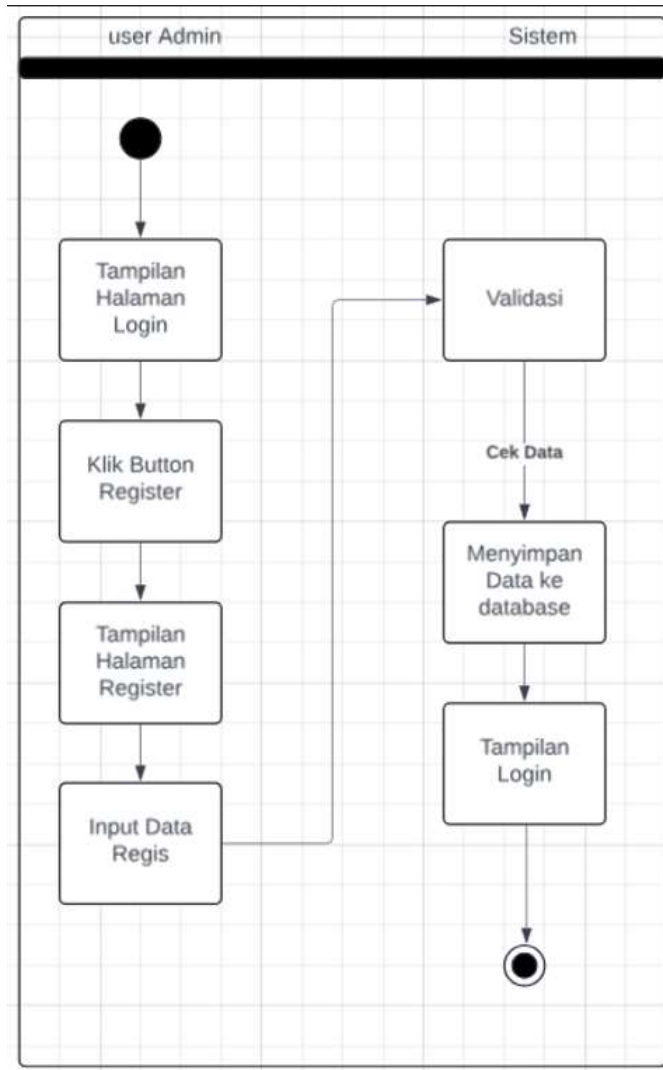 user Admin
Sistem
Tampilan
Halaman
Login
Klik Button
Register
Tampilan
Halaman
Register
Input Data
Regis
Validasi
Cek Data
Menyimpan
Data ke
database
Tampilan
Login